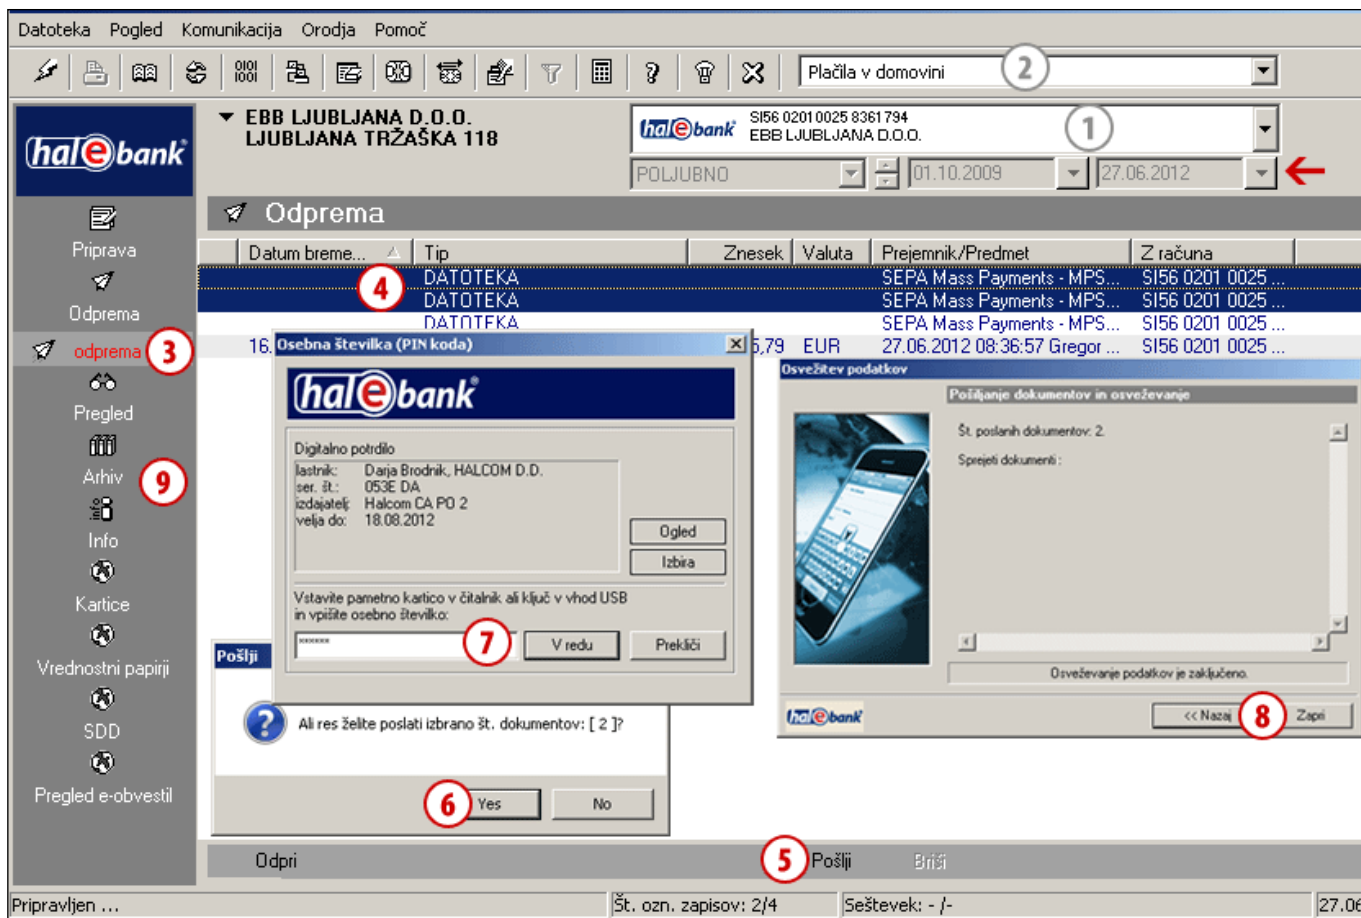 Datoteka Pogled Komunikacija Orodja Pomoč
Plačila v domovini 2
hal e bank
EBB LJUBLJANA D.O.O.
LJUBLJANA TRŽAŠKA 118
hal e bank
SI56 0201 0025 8361 794
EBB LJUBLJANA D.O.O.
1
POLJUBNO 01.10.2009 27.06.2012
Odprema
Priprava
Odprema
odprema 3
Pregled
Arhiv 9
Info
Kartice
Vrednostni papirji
SDD
Pregled e-obvestil
Datum breme... Tip Znesek Valuta Prejemnik/Predmet Z računa
4 DATOTEKA SEPA Mass Payments - MPS... SI56 0201 0025 ...
DATOTEKA SEPA Mass Payments - MPS... SI56 0201 0025 ...
DATOTEKA SEPA Mass Payments - MPS... SI56 0201 0025 ...
16. 5,79 EUR 27.06.2012 08:36:57 Gregor ... SI56 0201 0025 ...
Osebna številka (PIN koda)
hal e bank
Digitalno potrdilo
lastnik: Darja Brodnik, HALCOM D.D.
ser. št.: 053E DA
izdajatelj: Halcom CA PO 2
velja do: 18.08.2012
Ogled
Izbira
Vstavite pametno kartico v čitalnik ali ključ v vhod USB
in vpišite osebno številko:
****** 7 V redu Prekliči
Osvežitev podatkov
Pošiljanje dokumentov in osveževanje
Št. poslanih dokumentov: 2.
Sprejeti dokumenti :
Osveževanje podatkov je zaključeno.
hal e bank
<< Nazaj 8 Zapri
Pošlji
Ali res želite poslati izbrano št. dokumentov: [ 2 ]?
6 Yes No
Odpri 5 Pošlji Briši
Pripravljen ... Št. ozn. zapisov: 2/4 Seštevek: - /- 27.06